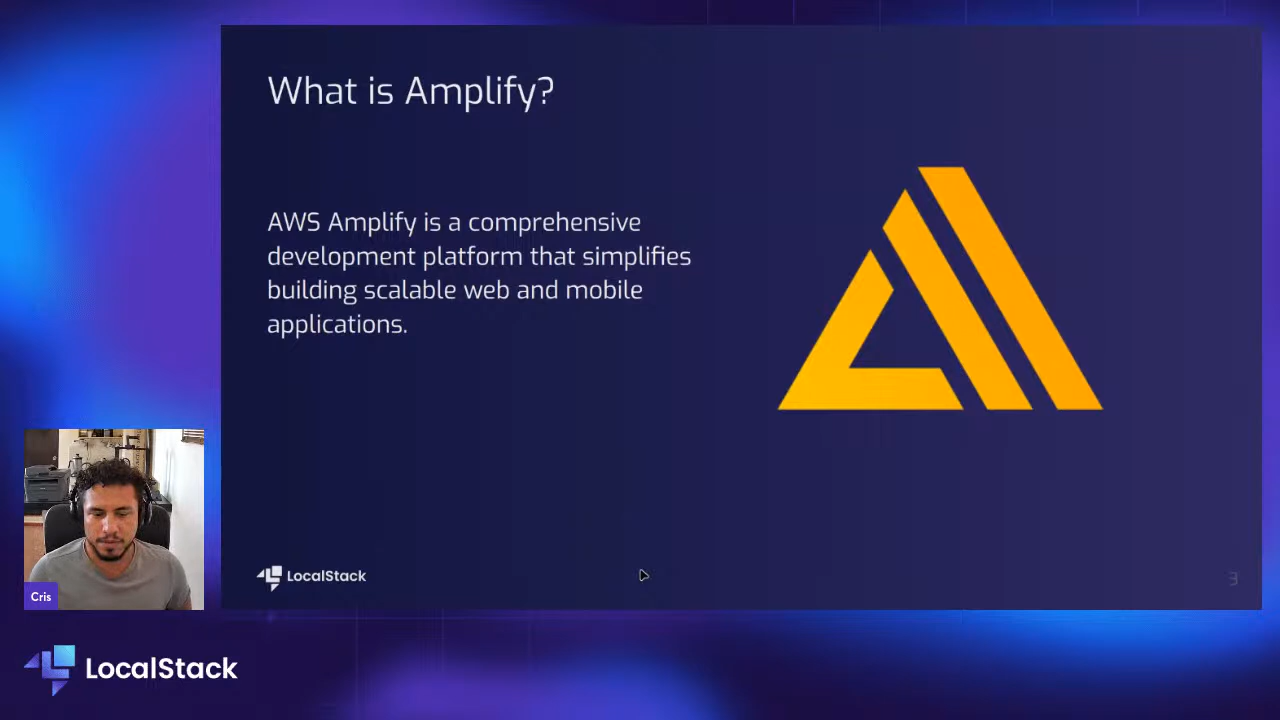 What is Amplify?
AWS Amplify is a comprehensive
development platform that simplifies
building scalable web and mobile
applications.
LocalStack
3
Cris
LocalStack